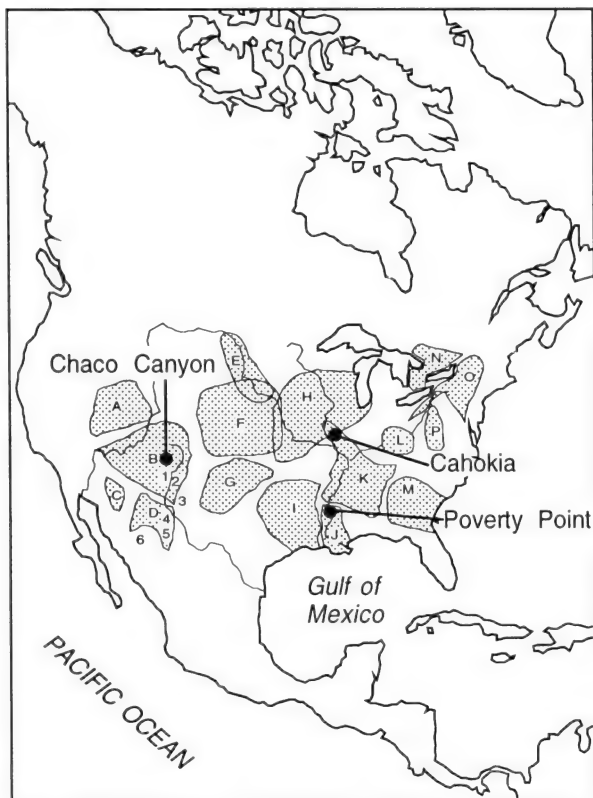 Chaco Canyon
A
E
F
H
N
O
L
P
B
1
2
3
C
D
4
5
6
G
I
J
K
M
Cahokia
Poverty Point
Gulf of
Mexico
PACIFIC OCEAN